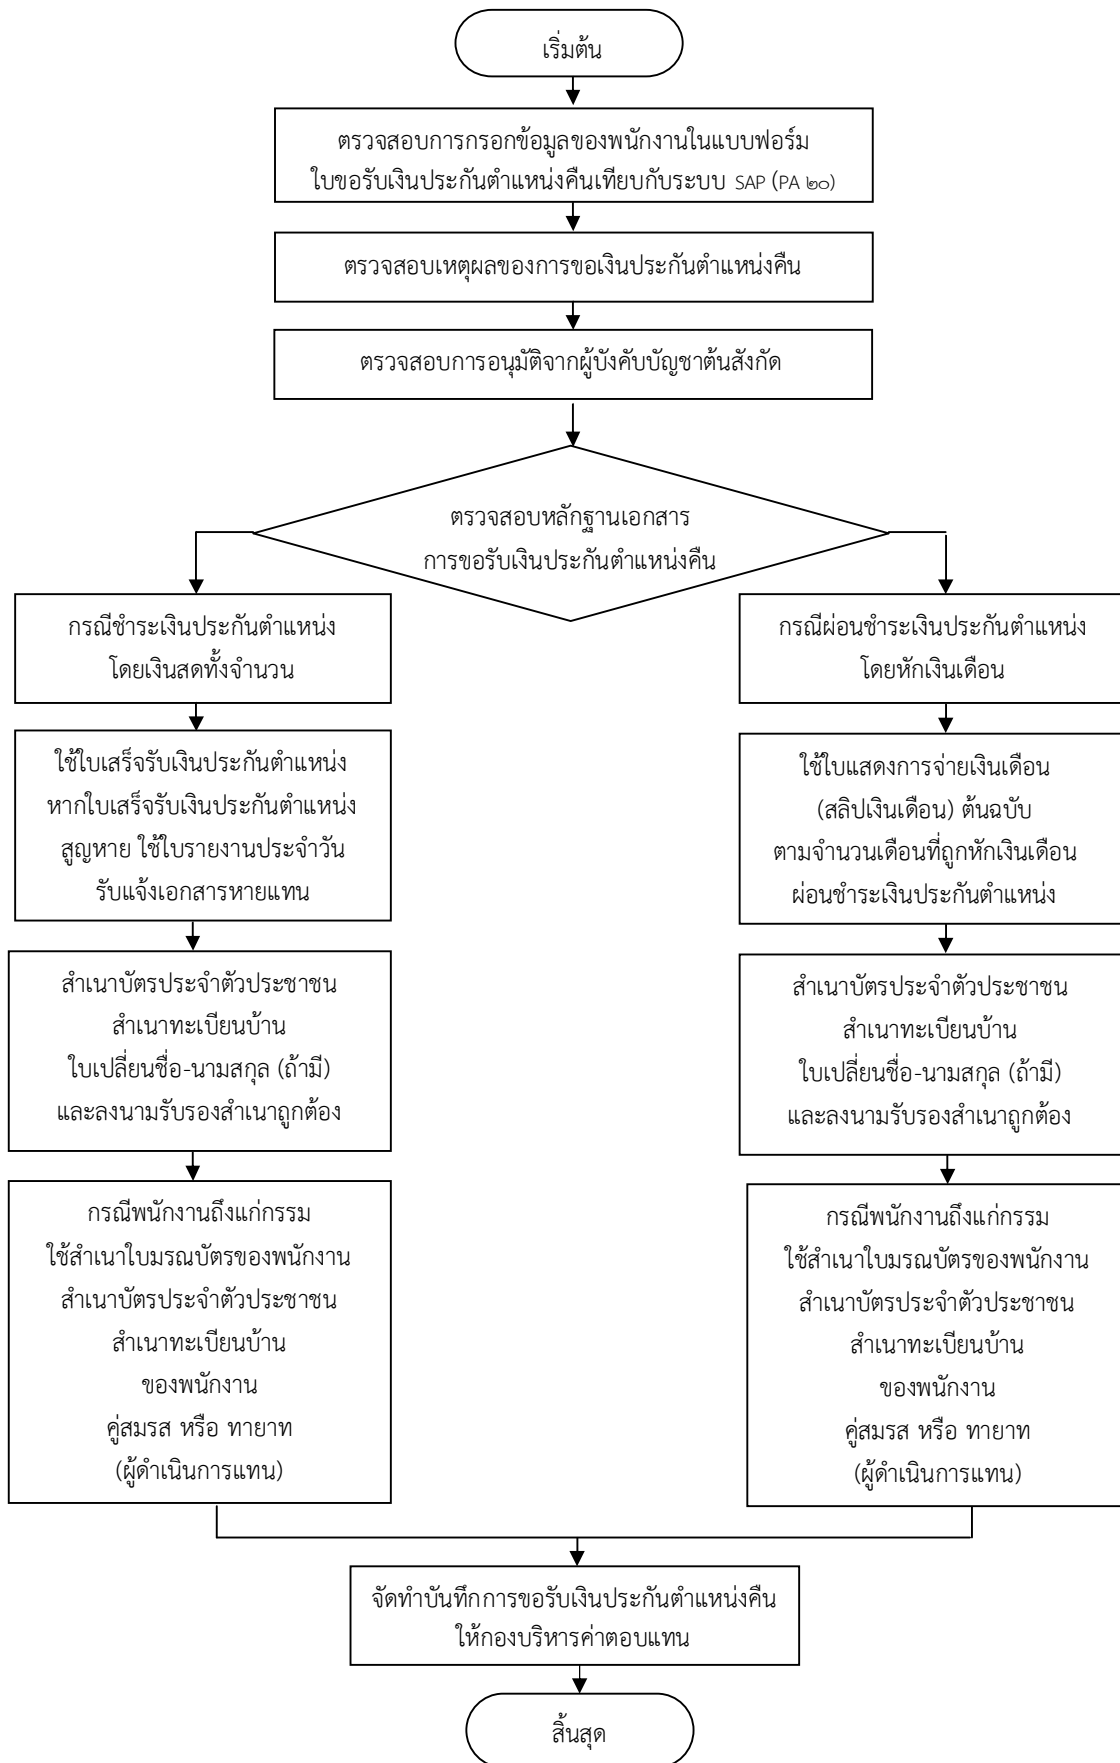 เริ่มต้น
ตรวจสอบการกรอกข้อมูลของพนักงานในแบบฟอร์ม
ใบขอรับเงินประกันตำแหน่งคืนเทียบกับระบบ SAP (PA ๒๐)
ตรวจสอบเหตุผลของการขอเงินประกันตำแหน่งคืน
ตรวจสอบการอนุมัติจากผู้บังคับบัญชาต้นสังกัด
ตรวจสอบหลักฐานเอกสาร
การขอรับเงินประกันตำแหน่งคืน
กรณีชำระเงินประกันตำแหน่ง
โดยเงินสดทั้งจำนวน
ใช้ใบเสร็จรับเงินประกันตำแหน่ง
หากใบเสร็จรับเงินประกันตำแหน่ง
สูญหาย ใช้ใบรายงานประจำวัน
รับแจ้งเอกสารหายแทน
สำเนาบัตรประจำตัวประชาชน
สำเนาทะเบียนบ้าน
ใบเปลี่ยนชื่อ-นามสกุล (ถ้ามี)
และลงนามรับรองสำเนาถูกต้อง
กรณีพนักงานถึงแก่กรรม
ใช้สำเนาใบมรณบัตรของพนักงาน
สำเนาบัตรประจำตัวประชาชน
สำเนาทะเบียนบ้าน
ของพนักงาน
คู่สมรส หรือ ทายาท
(ผู้ดำเนินการแทน)
กรณีผ่อนชำระเงินประกันตำแหน่ง
โดยหักเงินเดือน
ใช้ใบแสดงการจ่ายเงินเดือน
(สลิปเงินเดือน) ต้นฉบับ
ตามจำนวนเดือนที่ถูกหักเงินเดือน
ผ่อนชำระเงินประกันตำแหน่ง
สำเนาบัตรประจำตัวประชาชน
สำเนาทะเบียนบ้าน
ใบเปลี่ยนชื่อ-นามสกุล (ถ้ามี)
และลงนามรับรองสำเนาถูกต้อง
กรณีพนักงานถึงแก่กรรม
ใช้สำเนาใบมรณบัตรของพนักงาน
สำเนาบัตรประจำตัวประชาชน
สำเนาทะเบียนบ้าน
ของพนักงาน
คู่สมรส หรือ ทายาท
(ผู้ดำเนินการแทน)
จัดทำบันทึกการขอรับเงินประกันตำแหน่งคืน
ให้กองบริหารค่าตอบแทน
สิ้นสุด